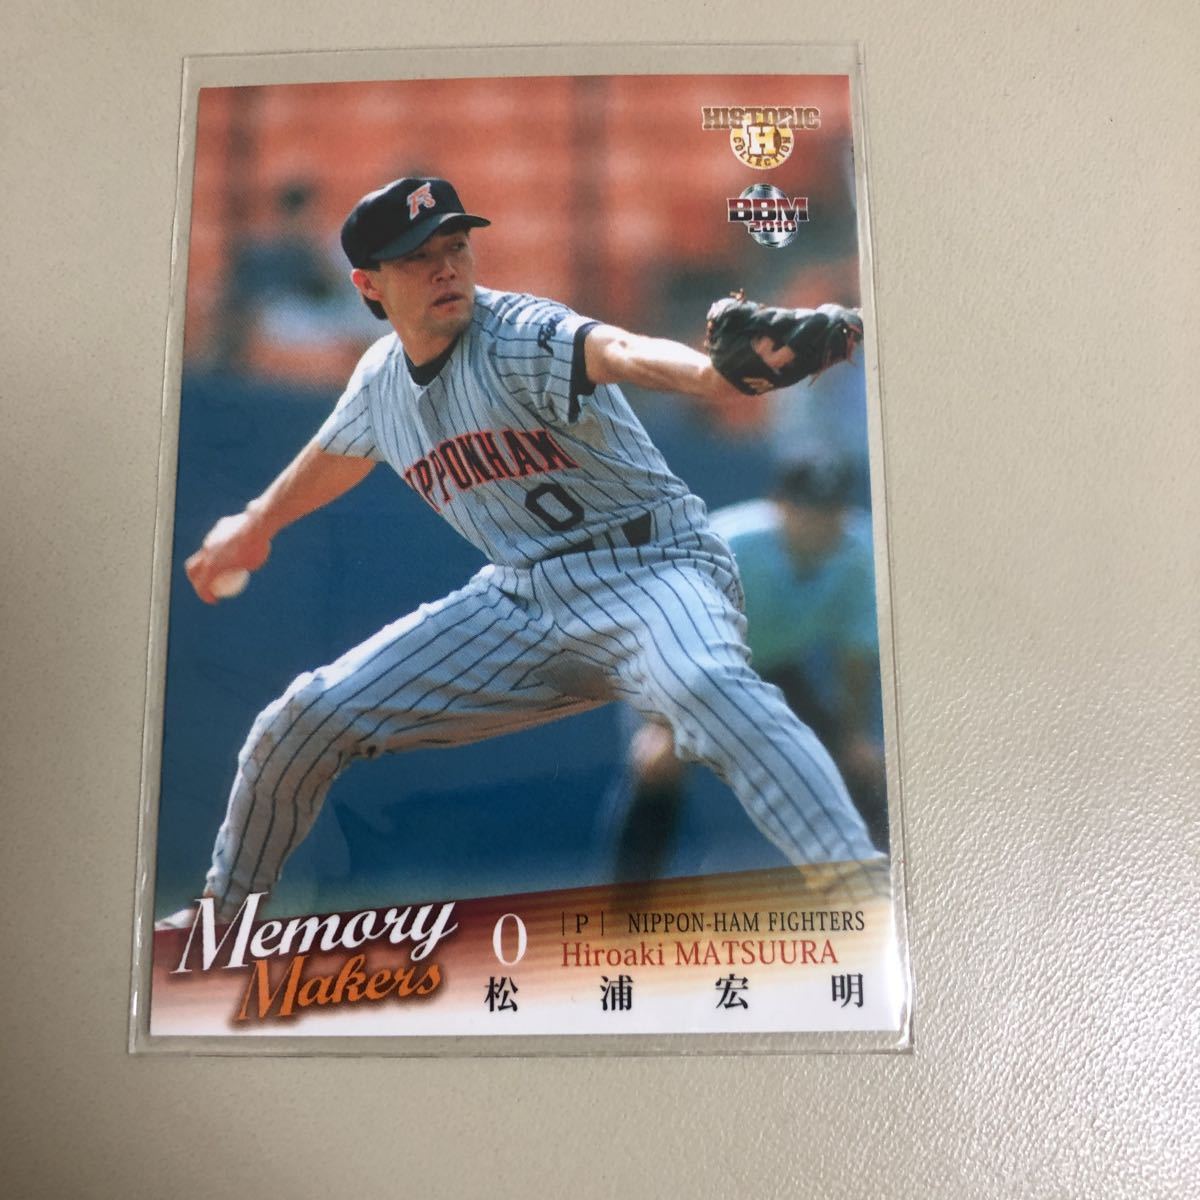 HISTORIC
H
COLLECTION
BBM
2010
FS
NIPPONHAM
0
Memory
Makers
0
| P | NIPPON-HAM FIGHTERS
Hiroaki MATSUURA
松浦宏明